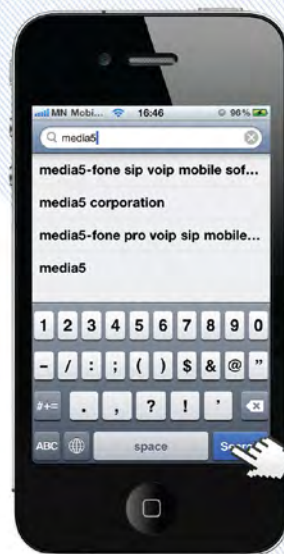 MN Mobi... 16:46 96%
media5
media5-fone sip voip mobile sof...
media5 corporation
media5-fone pro voip sip mobile...
media5
1 2 3 4 5 6 7 8 9 0
- / : ; ( ) $ & @ "
#+= . , ? ! '
ABC space